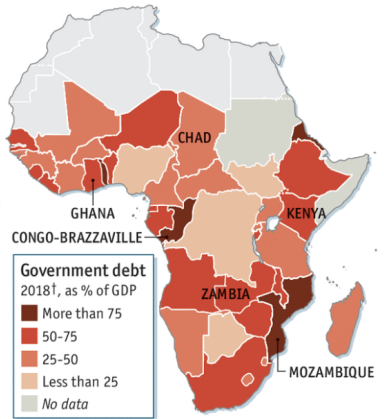 CHAD
GHANA
KENYA
CONGO-BRAZZAVILLE
Government debt
2018†, as % of GDP
ZAMBIA
More than 75
50-75
25-50
MOZAMBIQUE
Less than 25
No data